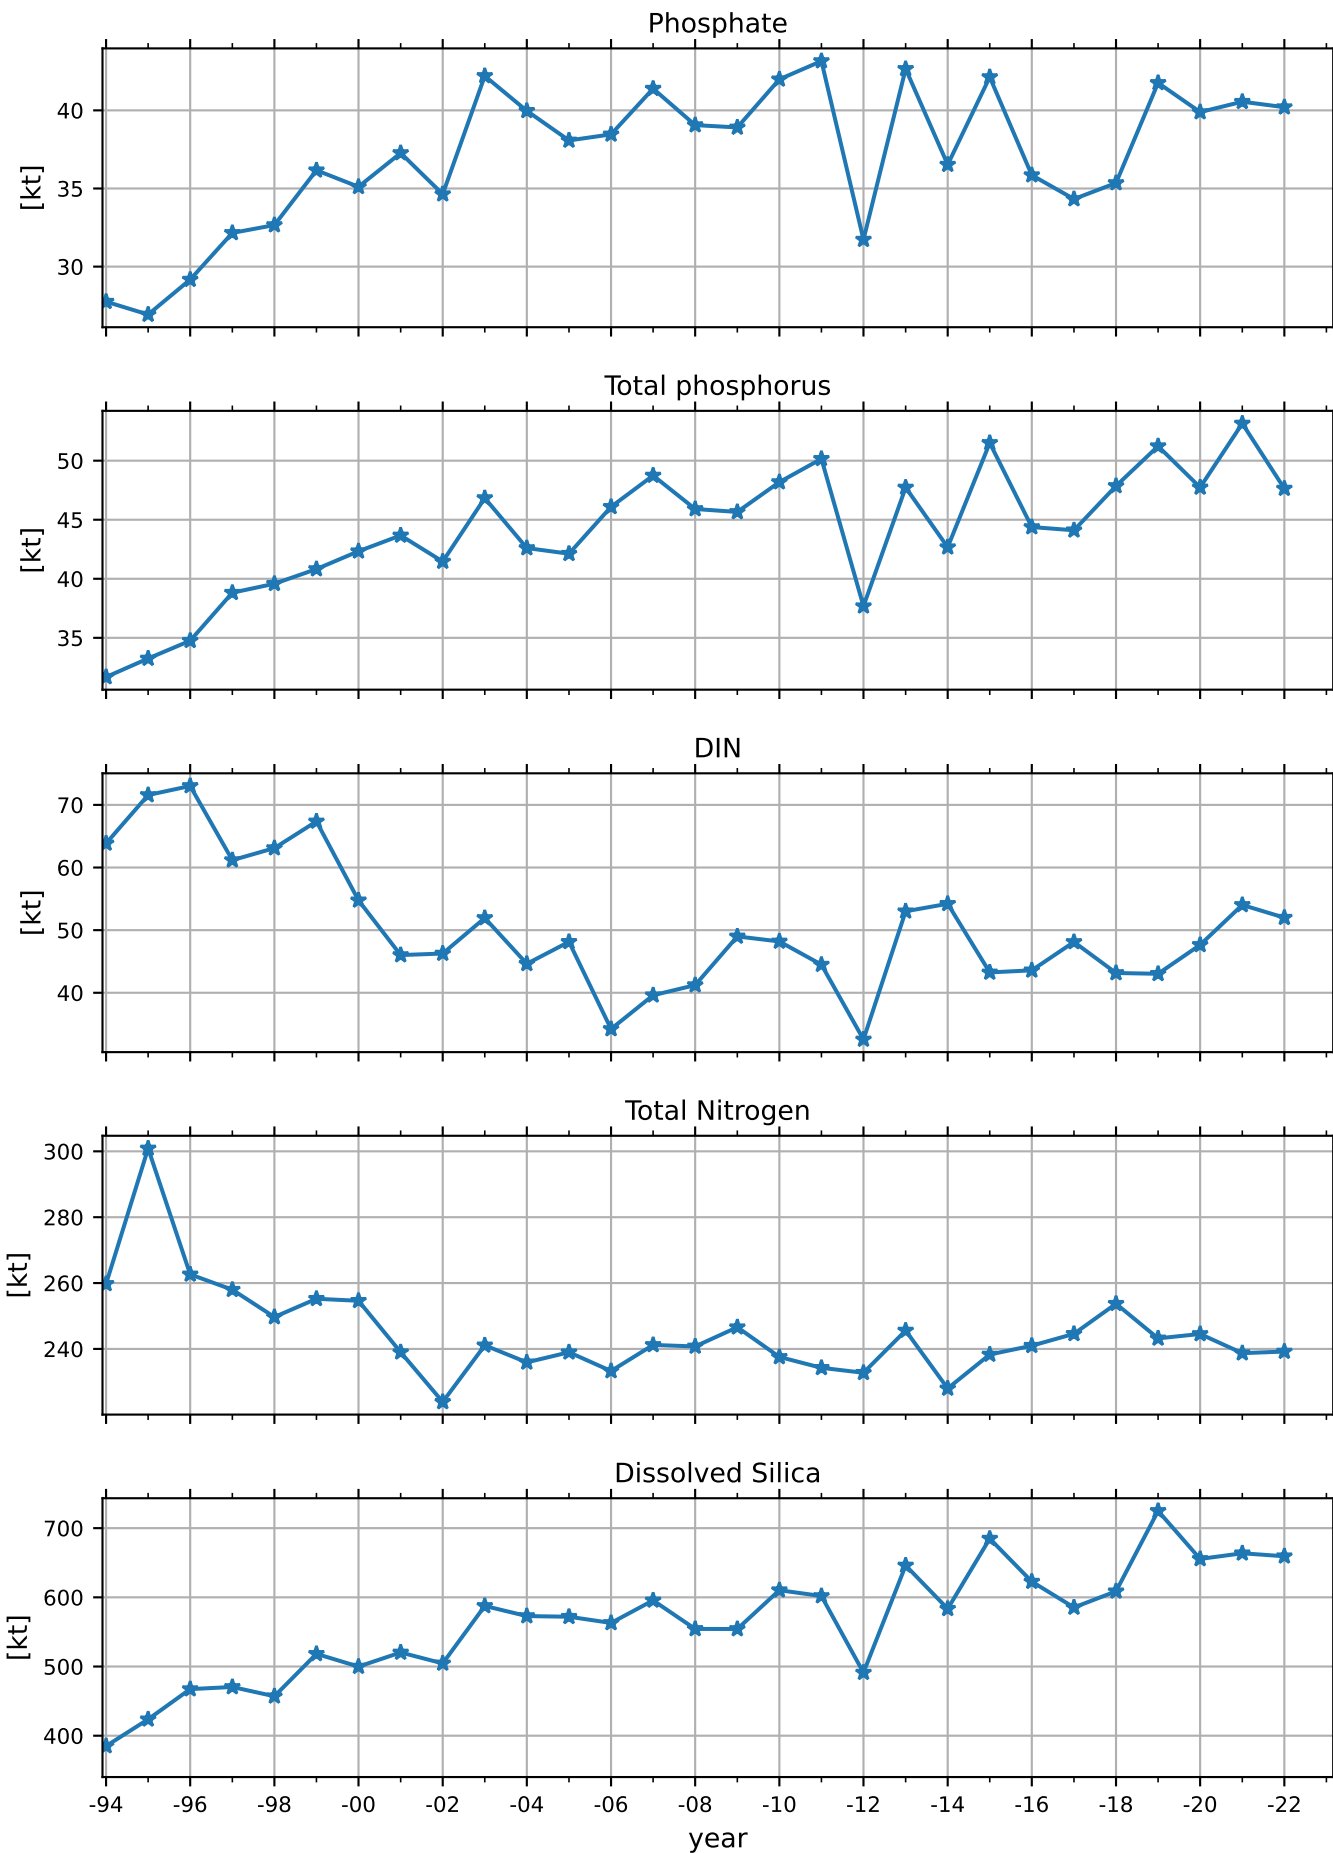 Phosphate
40
35
30
[kt]
Total phosphorus
50
45
40
35
[kt]
DIN
70
60
50
40
[kt]
Total Nitrogen
300
280
260
240
[kt]
Dissolved Silica
700
600
500
400
[kt]
-94 -96 -98 -00 -02 -04 -06 -08 -10 -12 -14 -16 -18 -20 -22
year